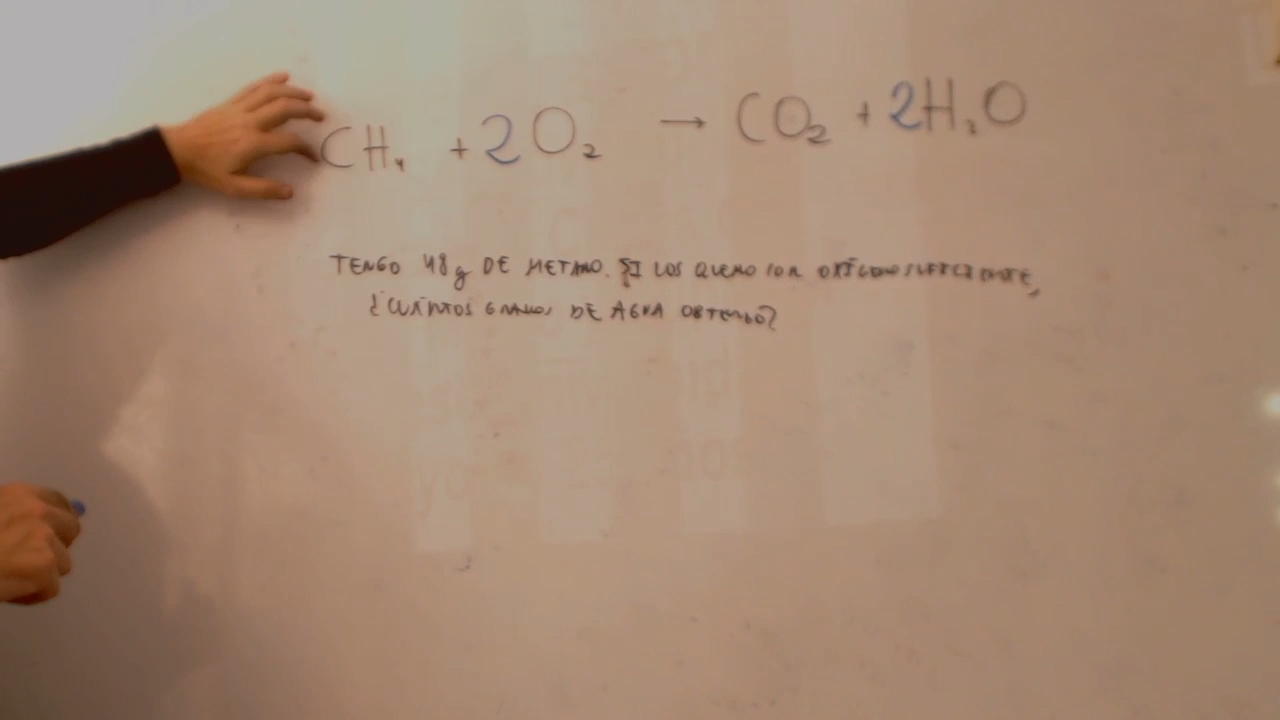 CH₄ + 2O₂ → CO₂ + 2H₂O
TENGO 48g DE METANO. SI LOS QUEMO CON OXÍGENO SUFICIENTE,
¿CUÁNTOS GRAMOS DE AGUA OBTENGO?